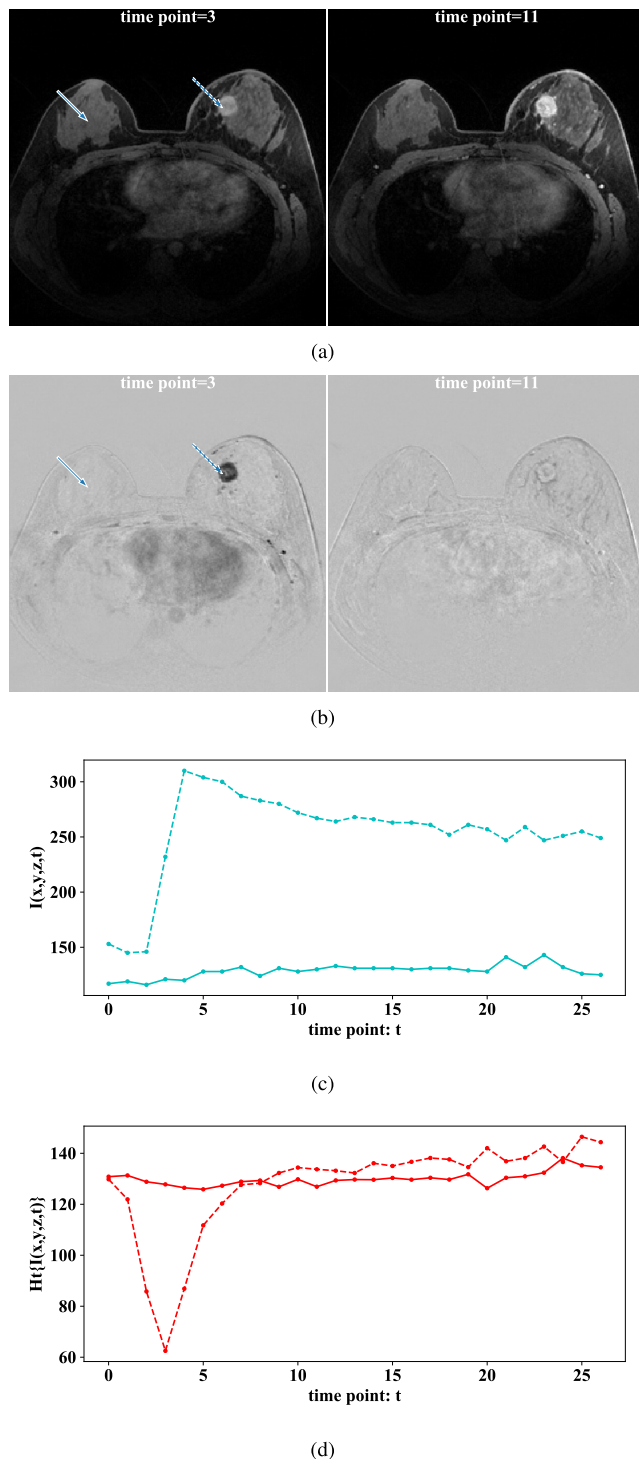 time point=3 time point=11
(a)
time point=3 time point=11
(b)
300
250
200
150
I(x,y,z,t)
0 5 10 15 20 25
time point: t
(c)
140
120
100
80
60
Ht{I(x,y,z,t)}
0 5 10 15 20 25
time point: t
(d)